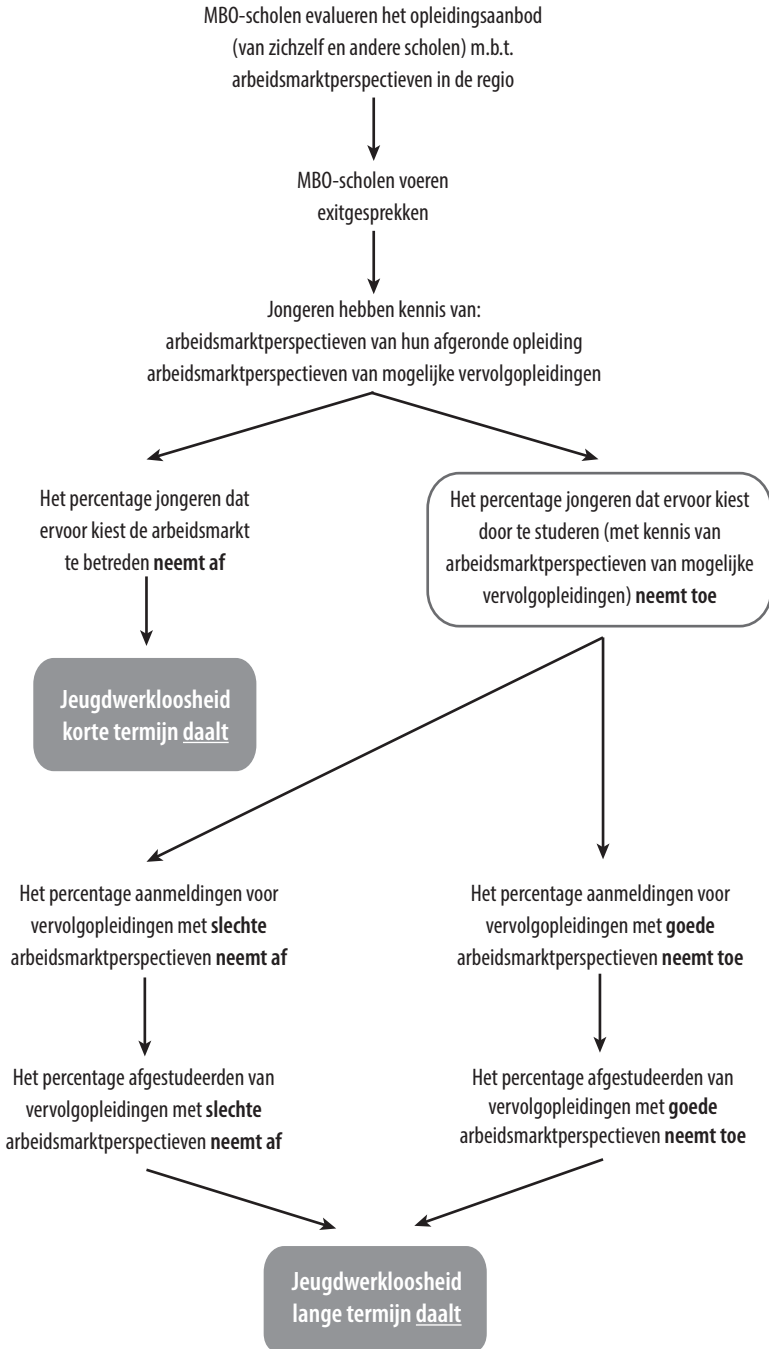 MBO-scholen evalueren het opleidingsaanbod
(van zichzelf en andere scholen) m.b.t.
arbeidsmarktperspectieven in de regio
MBO-scholen voeren
exitgesprekken
Jongeren hebben kennis van:
arbeidsmarktperspectieven van hun afgeronde opleiding
arbeidsmarktperspectieven van mogelijke vervolgopleidingen
Het percentage jongeren dat
ervoor kiest de arbeidsmarkt
te betreden neemt af
Het percentage jongeren dat ervoor kiest
door te studeren (met kennis van
arbeidsmarktperspectieven van mogelijke
vervolgopleidingen) neemt toe
Jeugdwerkloosheid
korte termijn daalt
Het percentage aanmeldingen voor
vervolgopleidingen met slechte
arbeidsmarktperspectieven neemt af
Het percentage aanmeldingen voor
vervolgopleidingen met goede
arbeidsmarktperspectieven neemt toe
Het percentage afgestudeerden van
vervolgopleidingen met slechte
arbeidsmarktperspectieven neemt af
Het percentage afgestudeerden van
vervolgopleidingen met goede
arbeidsmarktperspectieven neemt toe
Jeugdwerkloosheid
lange termijn daalt